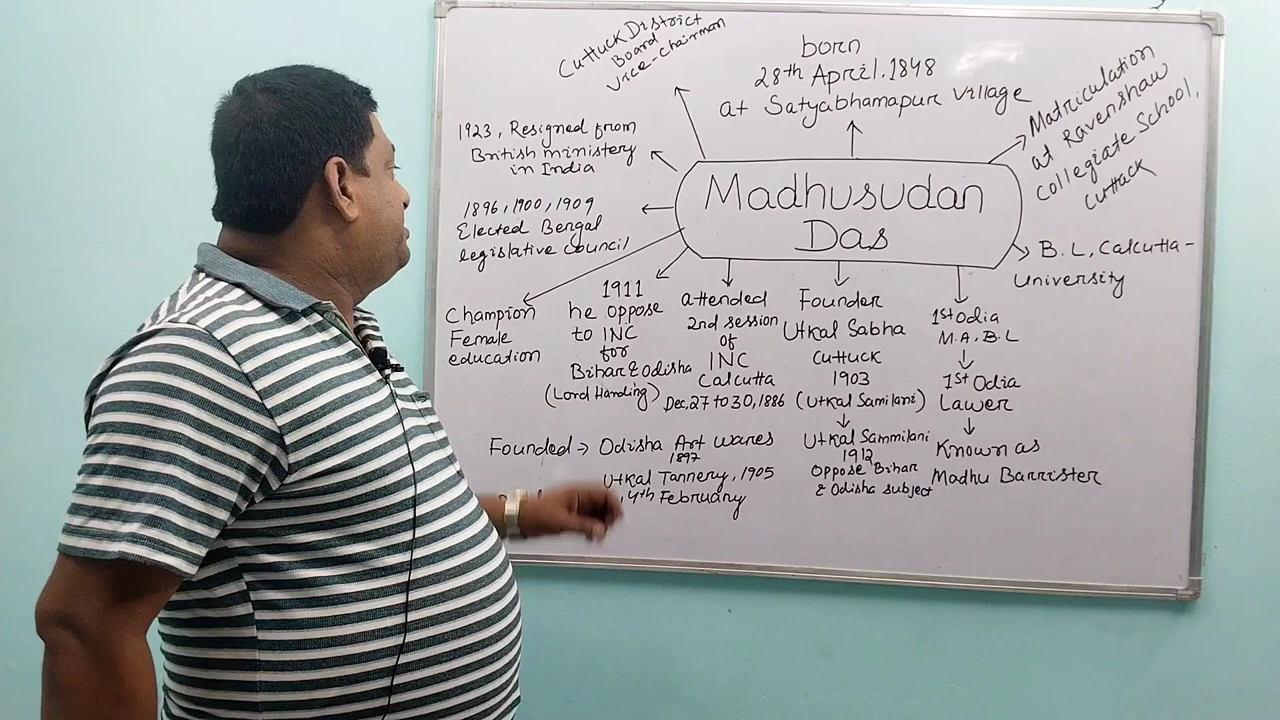 Cuttuck District
Board
vice-chairman
born
28th April, 1848
at Satyabhamapur village
Matriculation
at Ravenshaw
collegiate School,
cuttack
1923, Resigned from
British ministery
in India
1896, 1900, 1909
Elected Bengal
legislative council
Madhusudan
Das
B.L, Calcutta-
University
Champion
Female
education
1911
he oppose
to INC
for
Bihar & Odisha
(Lord Harding)
attended
2nd session
of
INC
Calcutta
Dec, 27 to 30, 1886
Founder
Utkal Sabha
Cuttuck
1903
(Utkal Samilani)
Utkal Sammilani
1912
oppose Bihar
& Odisha subject
1st Odia
M.A, B.L
1st Odia
Lawer
Known as
Madhu Barrister
Founded → Odisha Art wares
1897
Utkal Tannery, 1905
4th February